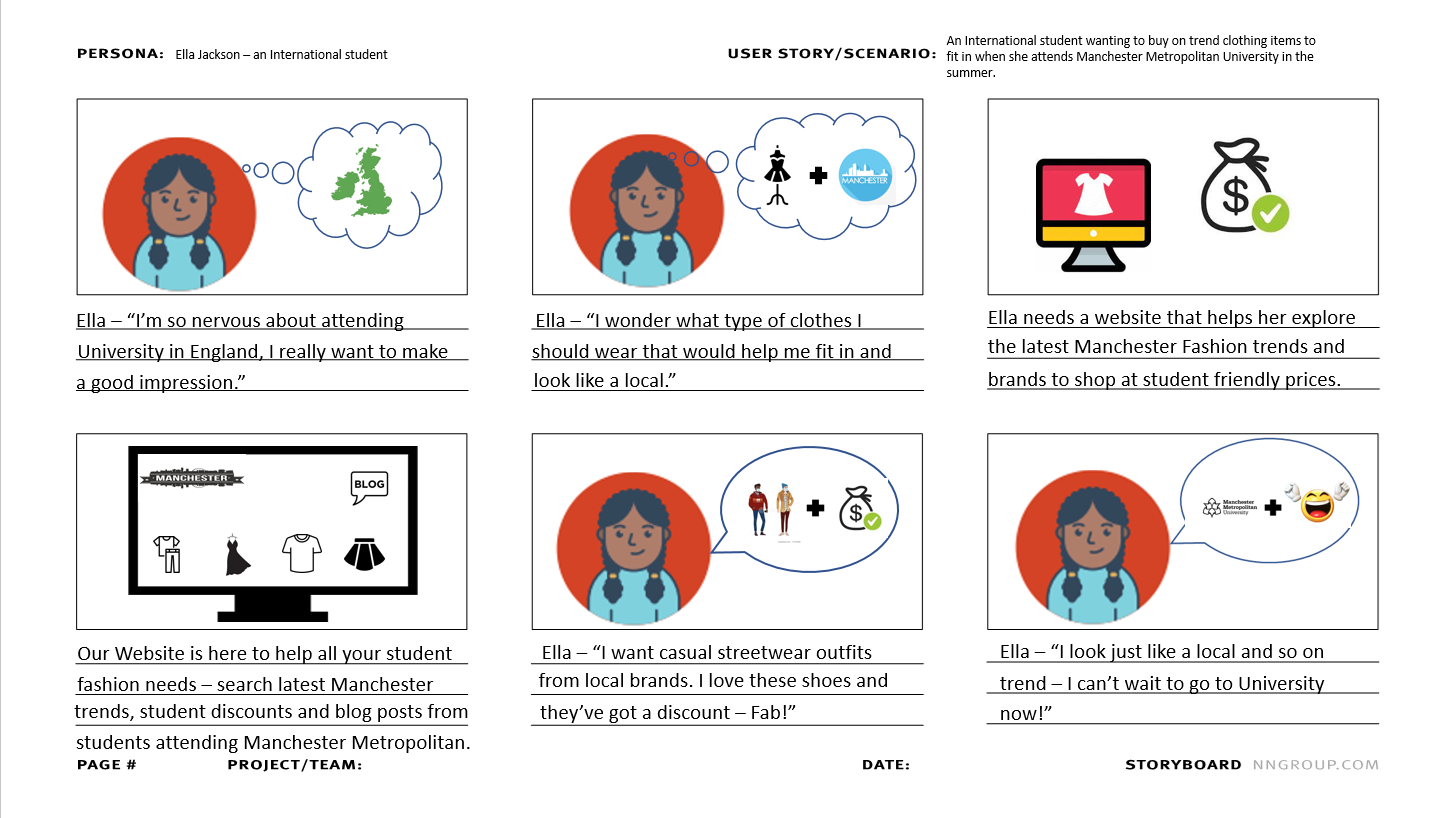 PERSONA: Ella Jackson – an International student
USER STORY/SCENARIO: An International student wanting to buy on trend clothing items to
fit in when she attends Manchester Metropolitan University in the
summer.
MANCHESTER
$
Ella – “I’m so nervous about attending
University in England, I really want to make
a good impression.”
Ella – “I wonder what type of clothes I
should wear that would help me fit in and
look like a local.”
Ella needs a website that helps her explore
the latest Manchester Fashion trends and
brands to shop at student friendly prices.
MANCHESTER
BLOG
$
Manchester
Metropolitan
University
Our Website is here to help all your student
fashion needs – search latest Manchester
trends, student discounts and blog posts from
students attending Manchester Metropolitan.
Ella – “I want casual streetwear outfits
from local brands. I love these shoes and
they’ve got a discount – Fab!”
Ella – “I look just like a local and so on
trend – I can’t wait to go to University
now!”
PAGE # PROJECT/TEAM: DATE: STORYBOARD NNGROUP.COM